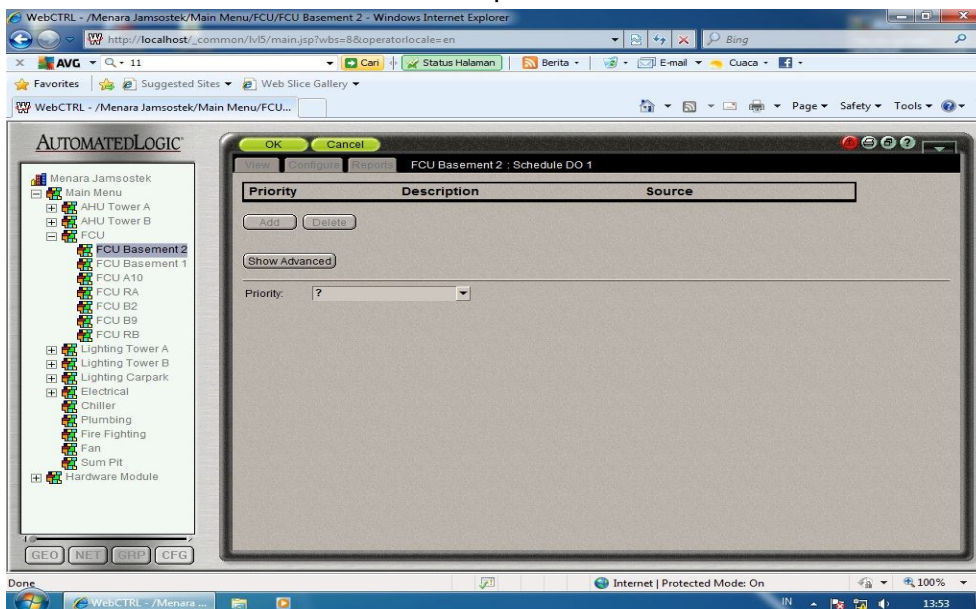 WebCTRL - /Menara Jamsostek/Main Menu/FCU/FCU Basement 2 - Windows Internet Explorer
http://localhost/_common/lvl5/main.jsp?wbs=8&operatorlocale=en
Bing
AVG
11
Cari
Status Halaman
Berita
E-mail
Cuaca
Favorites
Suggested Sites
Web Slice Gallery
WebCTRL - /Menara Jamsostek/Main Menu/FCU...
Page
Safety
Tools
AUTOMATEDLOGIC
OK
Cancel
View
Configure
Reports
FCU Basement 2 : Schedule DO 1
Menara Jamsostek
Main Menu
AHU Tower A
AHU Tower B
FCU
FCU Basement 2
FCU Basement 1
FCU A10
FCU RA
FCU B2
FCU B9
FCU RB
Lighting Tower A
Lighting Tower B
Lighting Carpark
Electrical
Chiller
Plumbing
Fire Fighting
Fan
Sum Pit
Hardware Module
GEO
NET
GRP
CFG
Priority Description Source
Add
Delete
Show Advanced
Priority: ?
Done
Internet | Protected Mode: On
100%
WebCTRL - /Menara ...
IN
13:53